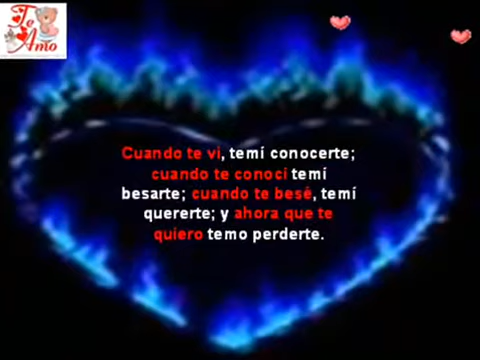 Te
Amo
Cuando te vi, temí conocerte;
cuando te conocí temí
besarte; cuando te besé, temí
quererte; y ahora que te
quiero temo perderte.